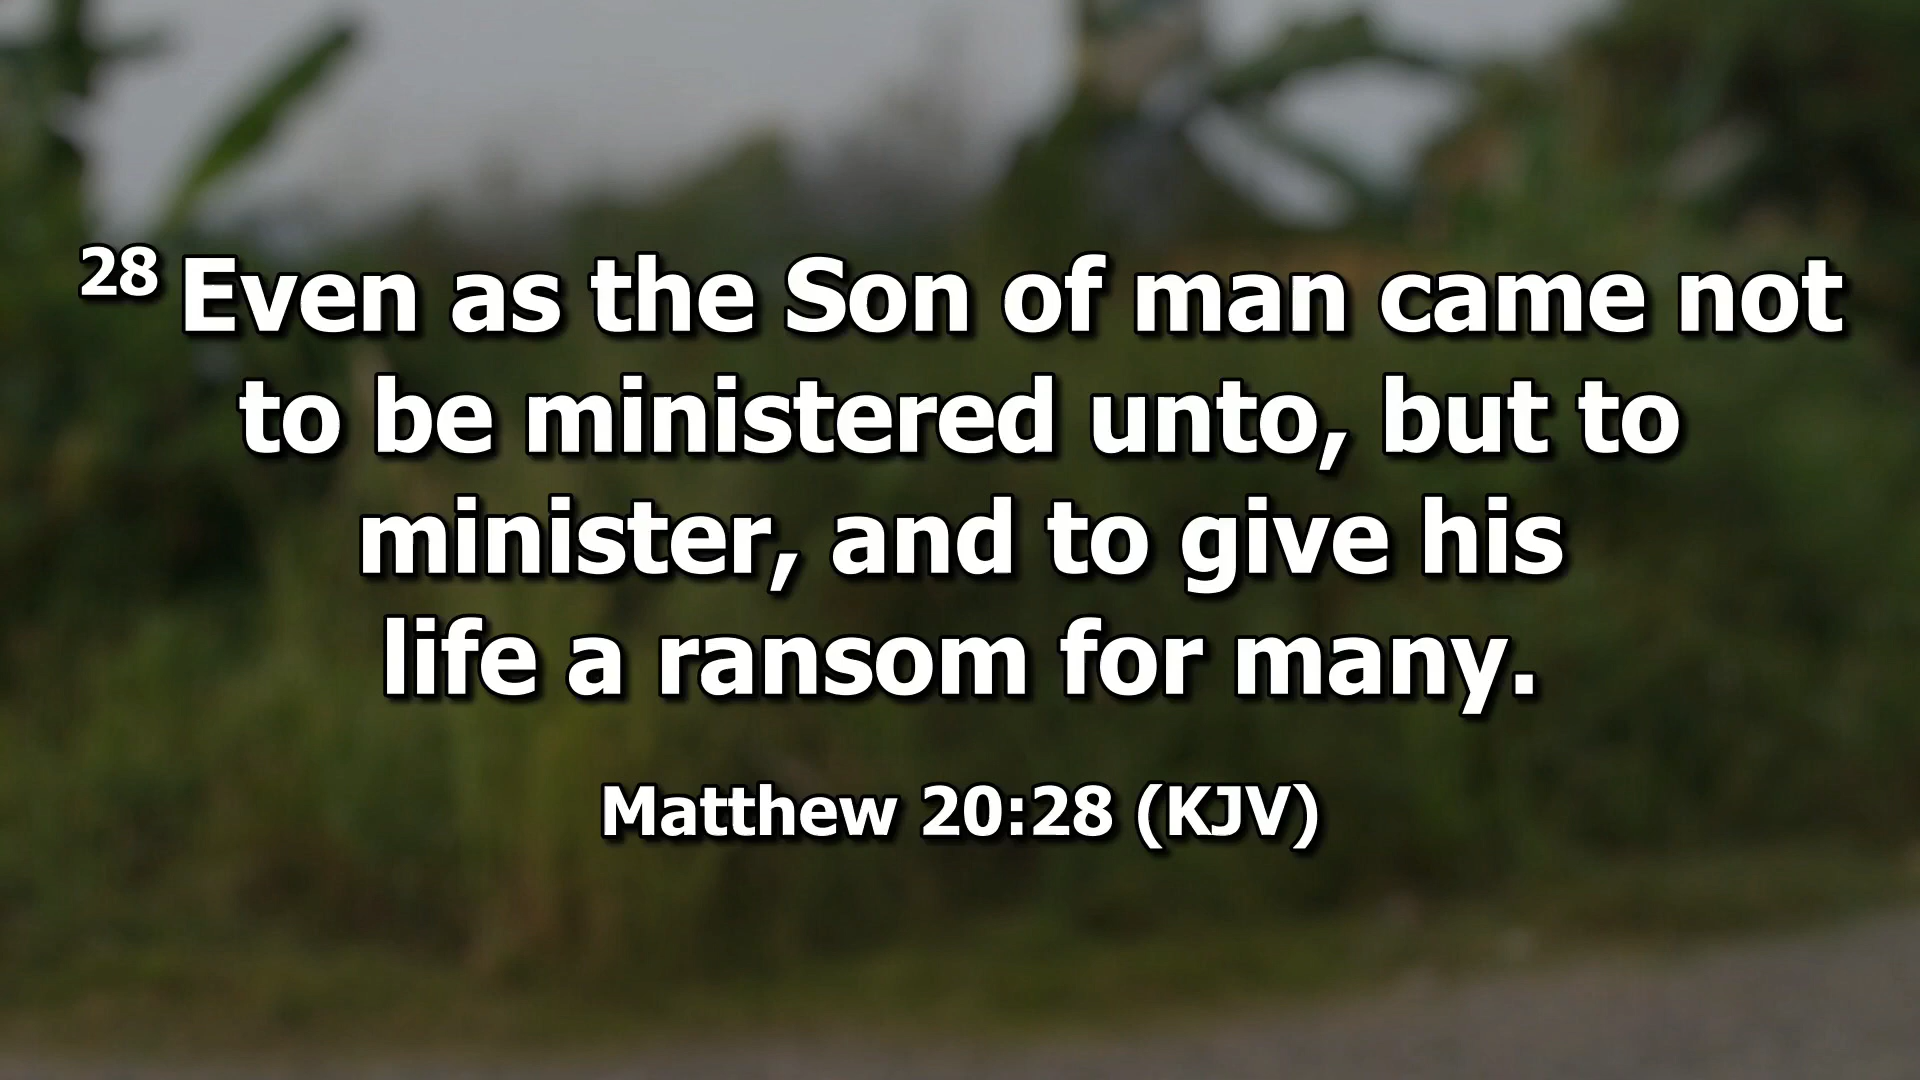 28 Even as the Son of man came not
to be ministered unto, but to
minister, and to give his
life a ransom for many.
Matthew 20:28 (KJV)